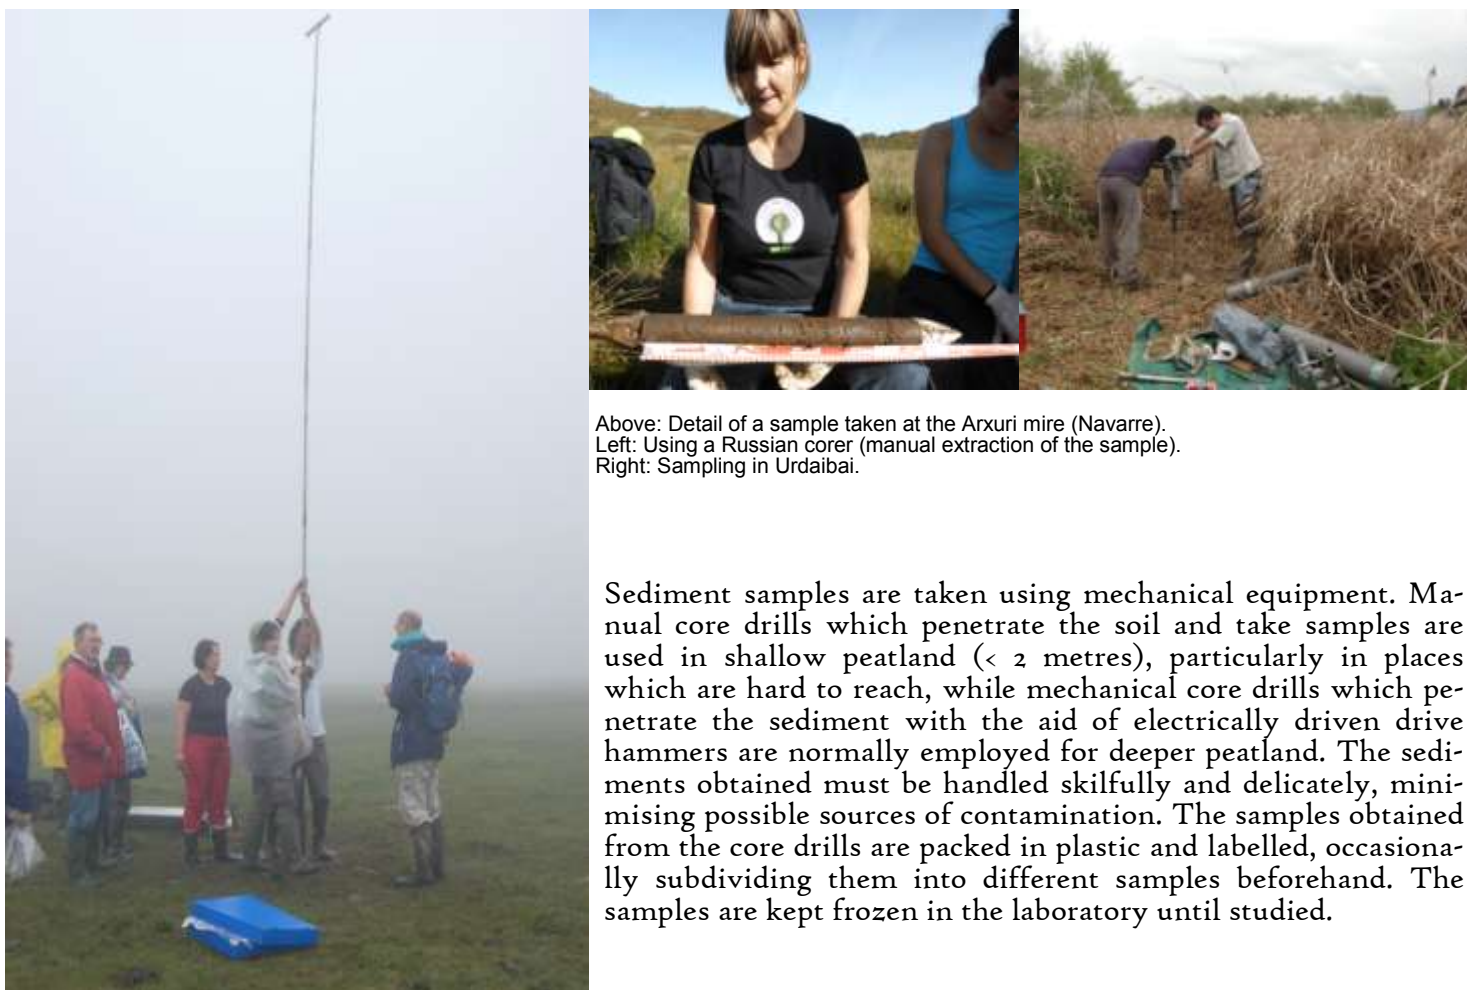 Above: Detail of a sample taken at the Arxuri mire (Navarre).
Left: Using a Russian corer (manual extraction of the sample).
Right: Sampling in Urdaibai.
Sediment samples are taken using mechanical equipment. Ma-
nual core drills which penetrate the soil and take samples are
used in shallow peatland (< 2 metres), particularly in places
which are hard to reach, while mechanical core drills which pe-
netrate the sediment with the aid of electrically driven drive
hammers are normally employed for deeper peatland. The sedi-
ments obtained must be handled skilfully and delicately, mini-
mising possible sources of contamination. The samples obtained
from the core drills are packed in plastic and labelled, occasiona-
lly subdividing them into different samples beforehand. The
samples are kept frozen in the laboratory until studied.